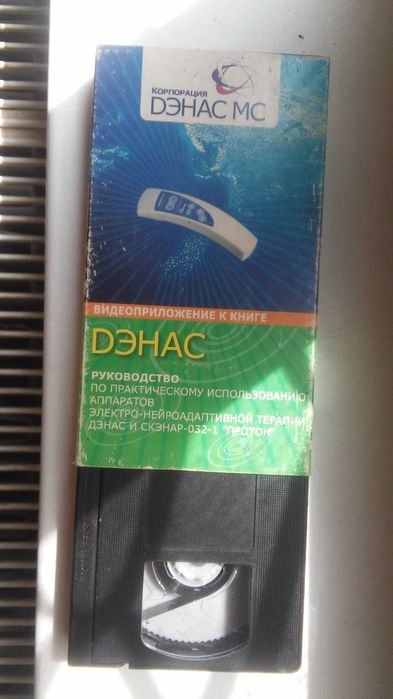 КОРПОРАЦИЯ
DЭНАС МС
ВИДЕОПРИЛОЖЕНИЕ К КНИГЕ
DЭНАС
РУКОВОДСТВО
ПО ПРАКТИЧЕСКОМУ ИСПОЛЬЗОВАНИЮ
АППАРАТОВ
ЭЛЕКТРО-НЕЙРОАДАПТИВНОЙ ТЕРАПИИ
ДЭНАС И СКЭНАР-032-1 "ПРОТОН"